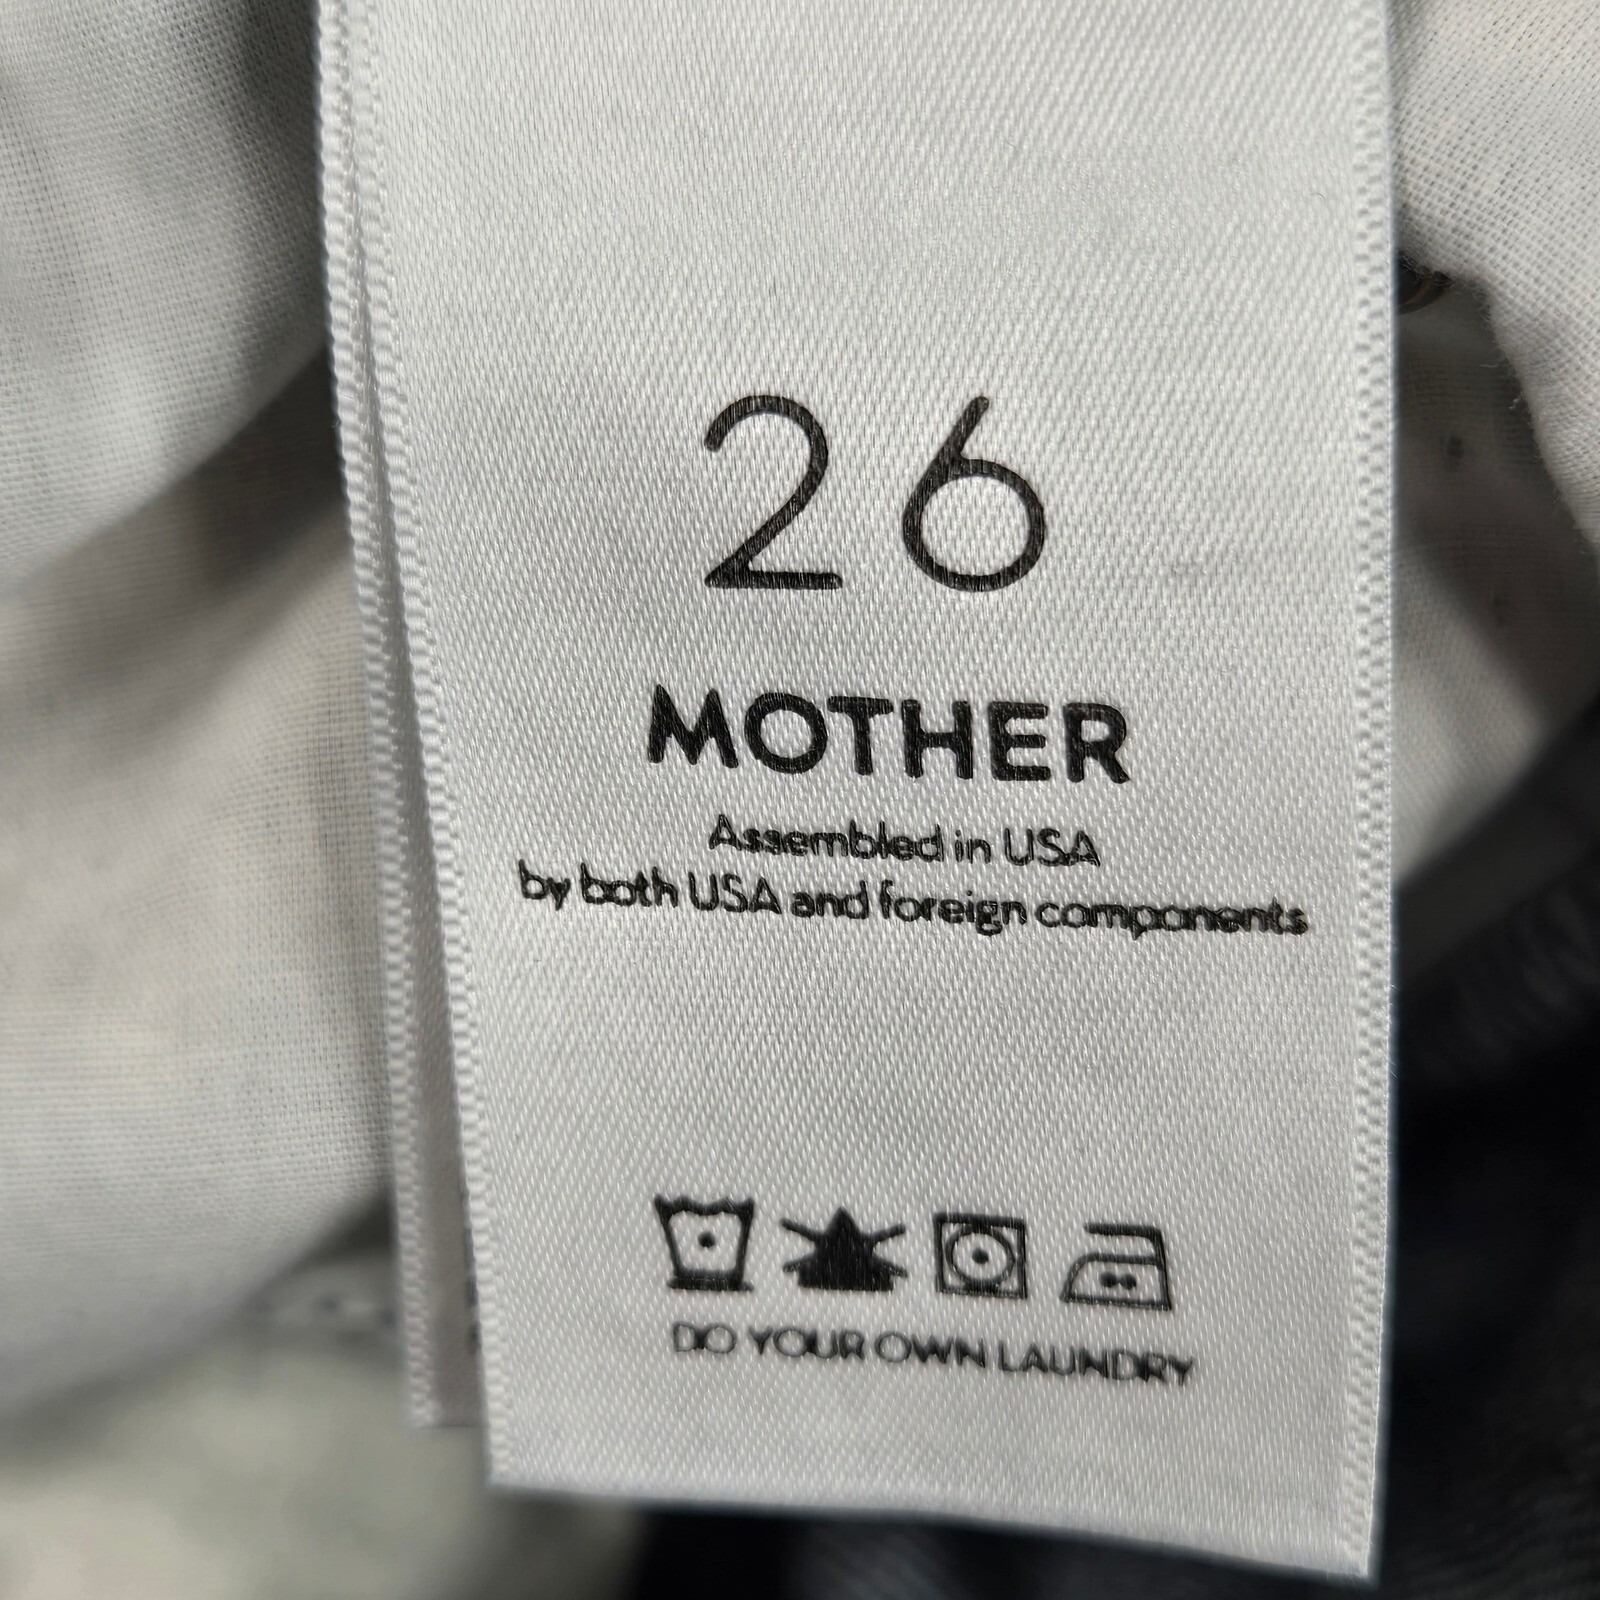 26
MOTHER
Assembled in USA
by both USA and foreign components
DO YOUR OWN LAUNDRY